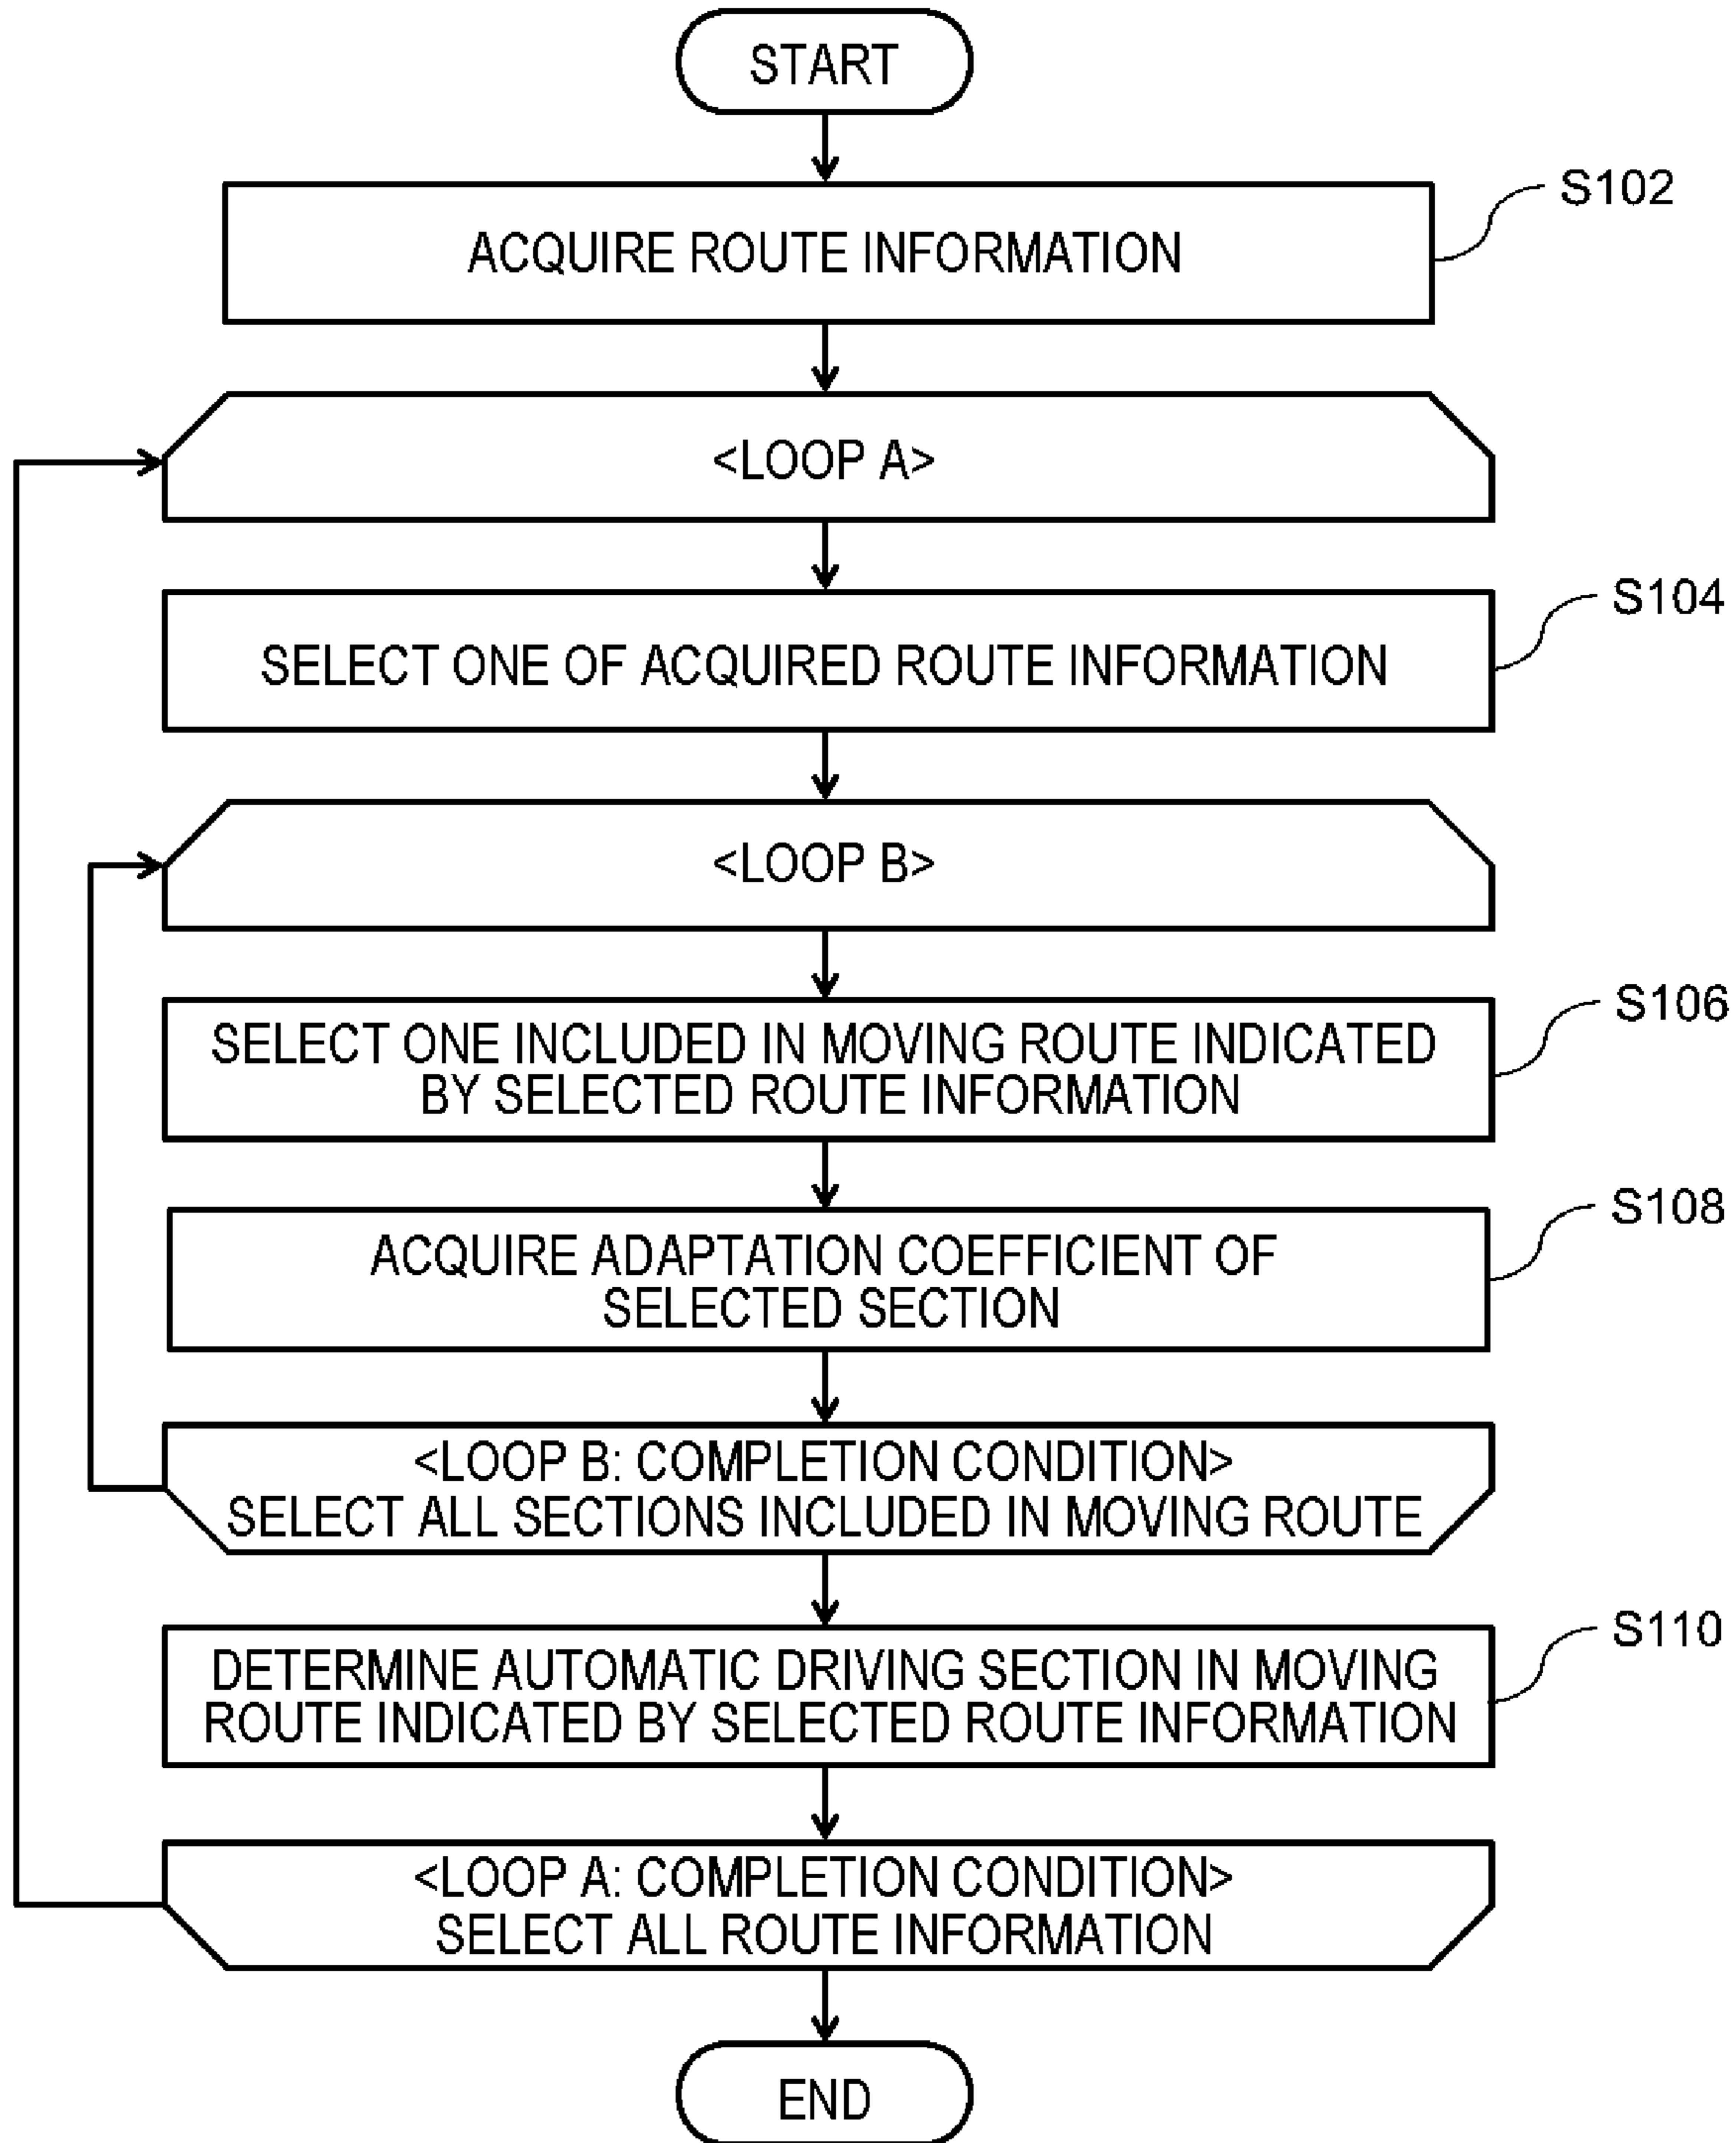 START
S102
ACQUIRE ROUTE INFORMATION
<LOOP A>
S104
SELECT ONE OF ACQUIRED ROUTE INFORMATION
<LOOP B>
S106
SELECT ONE INCLUDED IN MOVING ROUTE INDICATED
BY SELECTED ROUTE INFORMATION
S108
ACQUIRE ADAPTATION COEFFICIENT OF
SELECTED SECTION
<LOOP B: COMPLETION CONDITION>
SELECT ALL SECTIONS INCLUDED IN MOVING ROUTE
S110
DETERMINE AUTOMATIC DRIVING SECTION IN MOVING
ROUTE INDICATED BY SELECTED ROUTE INFORMATION
<LOOP A: COMPLETION CONDITION>
SELECT ALL ROUTE INFORMATION
END